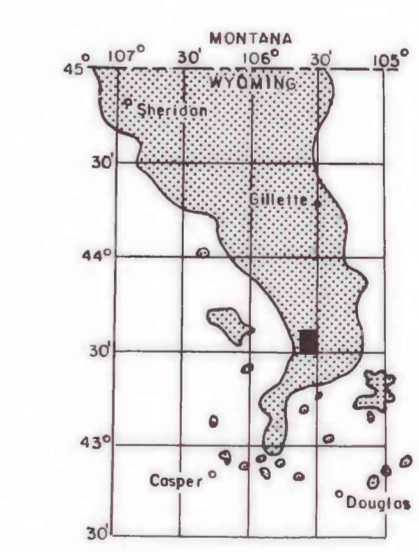 MONTANA
107° 30' 106° 30' 105°
45°
WYOMING
Sheridan
30'
Gillette
44°
30'
43°
Casper
Douglas
30'